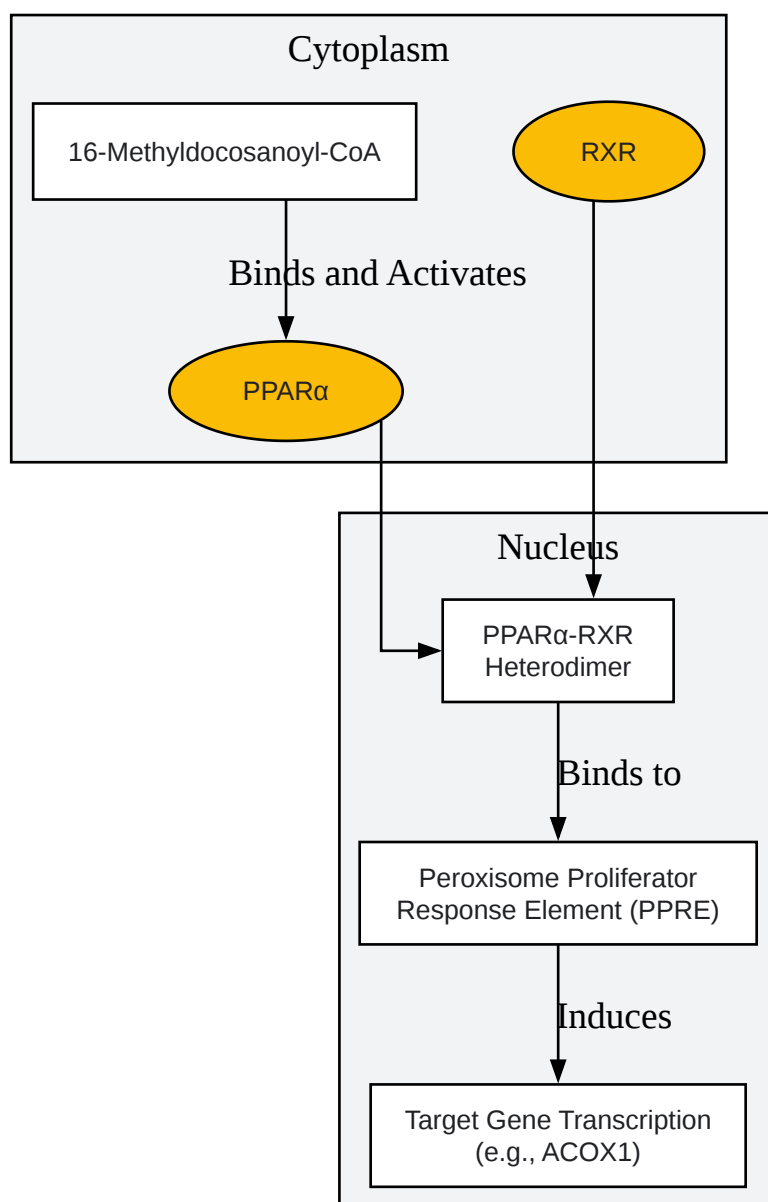 Cytoplasm
16-Methyldocosanoyl-CoA
RXR
Binds and Activates
PPARα
Nucleus
PPARα-RXR
Heterodimer
Binds to
Peroxisome Proliferator
Response Element (PPRE)
Induces
Target Gene Transcription
(e.g., ACOX1)